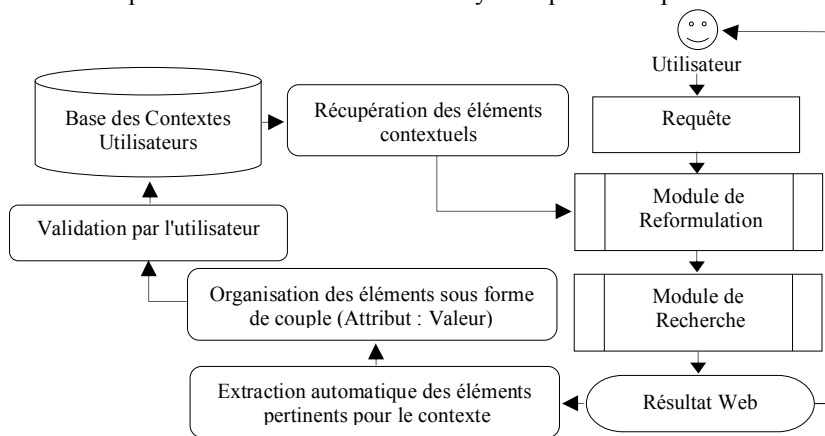 Utilisateur
Base des Contextes
Utilisateurs
Récupération des éléments
contextuels
Requête
Module de
Reformulation
Validation par l'utilisateur
Organisation des éléments sous forme
de couple (Attribut : Valeur)
Module de
Recherche
Extraction automatique des éléments
pertinents pour le contexte
Résultat Web